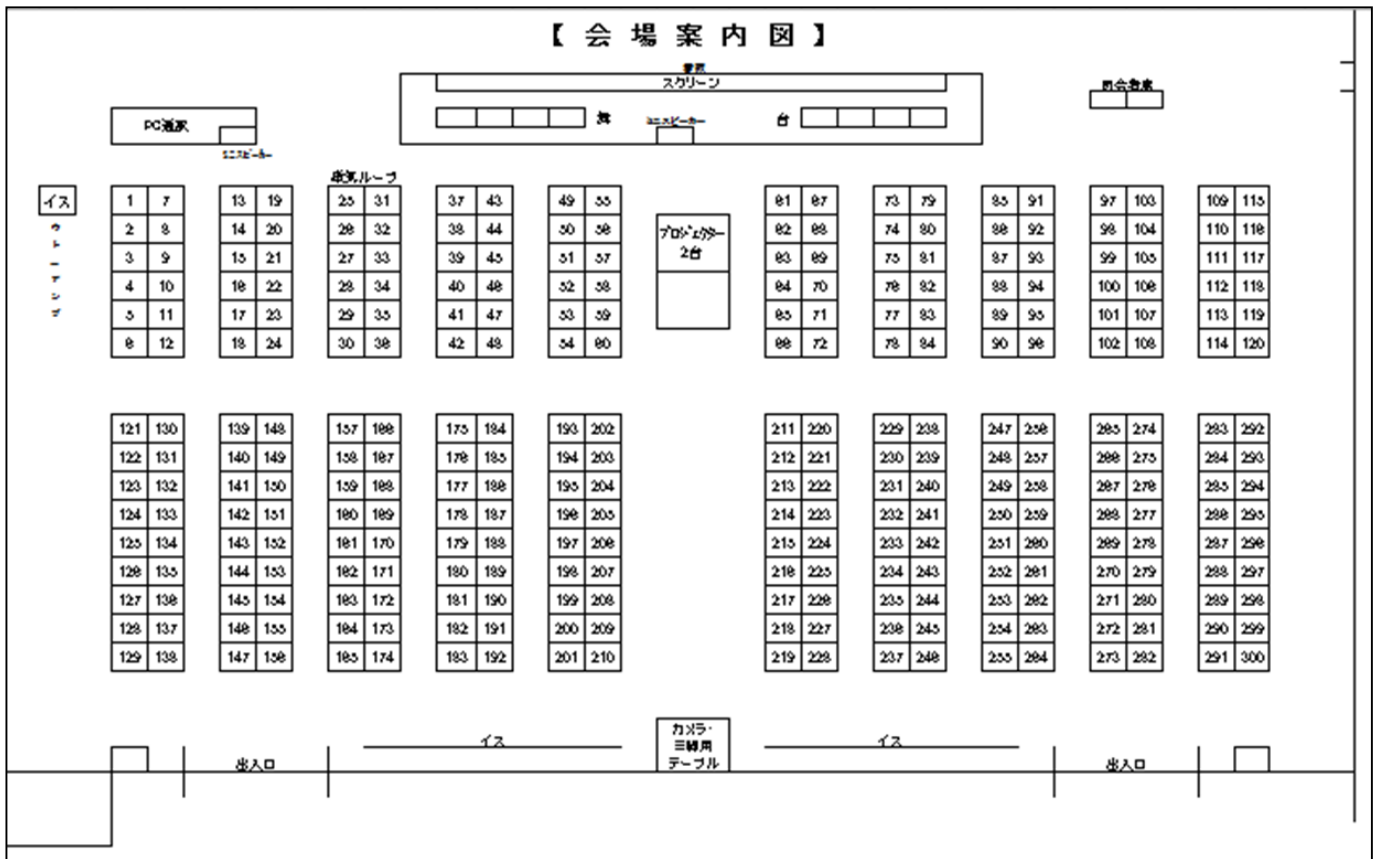 【 会 場 案 内 図 】
スクリーン
舞 台
PC通訳
ミニスピーカー
ミニスピーカー
司会者席
磁気ループ
イス
1 7 13 19 25 31 37 43 49 55 61 67 73 79 85 91 97 103 109 115
2 8 14 20 26 32 38 44 50 56 62 68 74 80 86 92 98 104 110 116
3 9 15 21 27 33 39 45 51 57 63 69 75 81 87 93 99 105 111 117
4 10 16 22 28 34 40 46 52 58 64 70 76 82 88 94 100 106 112 118
5 11 17 23 29 35 41 47 53 59 65 71 77 83 89 95 101 107 113 119
6 12 18 24 30 36 42 48 54 60 66 72 78 84 90 96 102 108 114 120
プロジェクター
2台
121 130 139 148 157 166 175 184 193 202 211 220 229 238 247 256 265 274 283 292
122 131 140 149 158 167 176 185 194 203 212 221 230 239 248 257 266 275 284 293
123 132 141 150 159 168 177 186 195 204 213 222 231 240 249 258 267 276 285 294
124 133 142 151 160 169 178 187 196 205 214 223 232 241 250 259 268 277 286 295
125 134 143 152 161 170 179 188 197 206 215 224 233 242 251 260 269 278 287 296
126 135 144 153 162 171 180 189 198 207 216 225 234 243 252 261 270 279 288 297
127 136 145 154 163 172 181 190 199 208 217 226 235 244 253 262 271 280 289 298
128 137 146 155 164 173 182 191 200 209 218 227 236 245 254 263 272 281 290 299
129 138 147 156 165 174 183 192 201 210 219 228 237 246 255 264 273 282 291 300
イス
カメラ・
三脚用
テーブル
イス
出入口
出入口